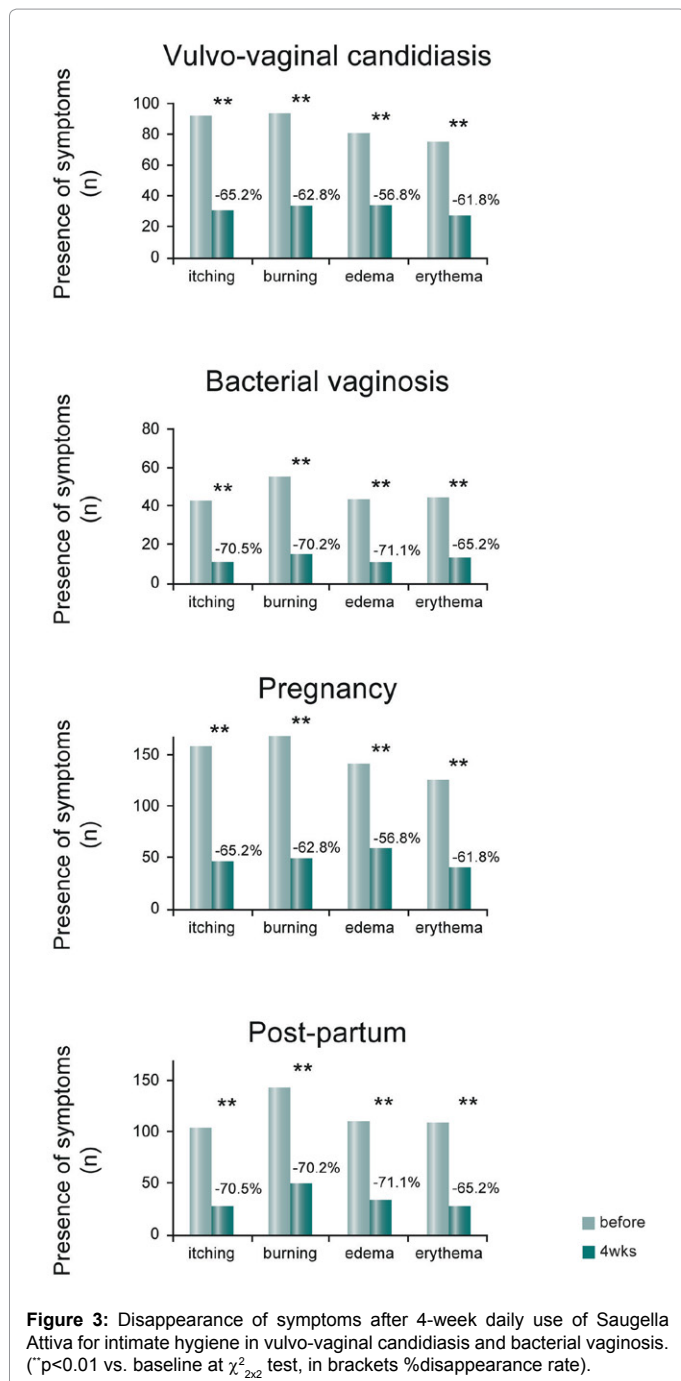 Vulvo-vaginal candidiasis
Presence of symptoms
(n)
100
80
60
40
20
0
** ** ** **
-65.2% -62.8% -56.8% -61.8%
itching burning edema erythema
Bacterial vaginosis
Presence of symptoms
(n)
80
60
40
20
0
** ** ** **
-70.5% -70.2% -71.1% -65.2%
itching burning edema erythema
Pregnancy
Presence of symptoms
(n)
150
100
50
0
** ** ** **
-65.2% -62.8% -56.8% -61.8%
itching burning edema erythema
Post-partum
Presence of symptoms
(n)
150
100
50
0
** ** ** **
-70.5% -70.2% -71.1% -65.2%
itching burning edema erythema
before
4wks
Figure 3: Disappearance of symptoms after 4-week daily use of Saugella
Attiva for intimate hygiene in vulvo-vaginal candidiasis and bacterial vaginosis.
(**p<0.01 vs. baseline at χ²₂ₓ₂ test, in brackets %disappearance rate).